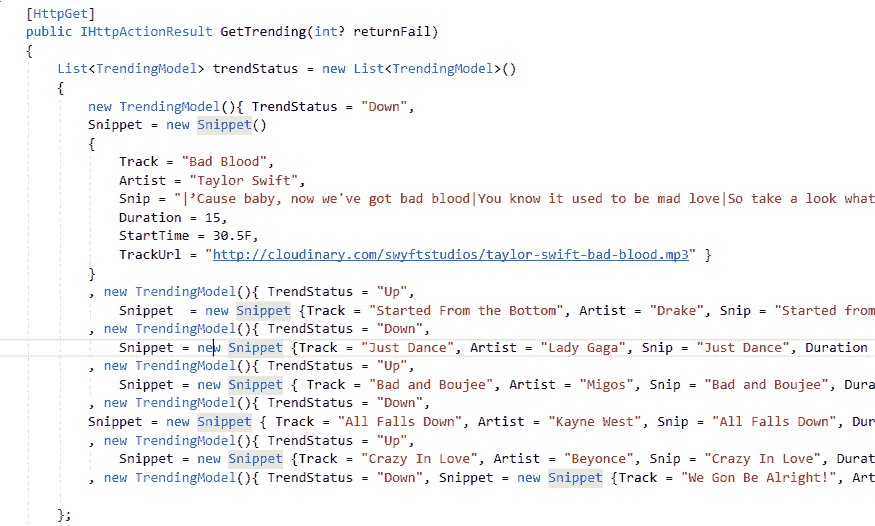 [HttpGet]
public IHttpActionResult GetTrending(int? returnFail)
{
List<TrendingModel> trendStatus = new List<TrendingModel>()
{
new TrendingModel(){ TrendStatus = "Down",
Snippet = new Snippet()
{
Track = "Bad Blood",
Artist = "Taylor Swift",
Snip = "|’Cause baby, now we've got bad blood|You know it used to be mad love|So take a look what
Duration = 15,
StartTime = 30.5F,
TrackUrl = "http://cloudinary.com/swyftstudios/taylor-swift-bad-blood.mp3" }
}
, new TrendingModel(){ TrendStatus = "Up",
Snippet  = new Snippet {Track = "Started From the Bottom", Artist = "Drake", Snip = "Started from
, new TrendingModel(){ TrendStatus = "Down",
Snippet = new Snippet {Track = "Just Dance", Artist = "Lady Gaga", Snip = "Just Dance", Duration
, new TrendingModel(){ TrendStatus = "Up",
Snippet = new Snippet { Track = "Bad and Boujee", Artist = "Migos", Snip = "Bad and Boujee", Dura
, new TrendingModel(){ TrendStatus = "Down",
Snippet = new Snippet { Track = "All Falls Down", Artist = "Kayne West", Snip = "All Falls Down", Dur
, new TrendingModel(){ TrendStatus = "Up",
Snippet = new Snippet {Track = "Crazy In Love", Artist = "Beyonce", Snip = "Crazy In Love", Durat
, new TrendingModel(){ TrendStatus = "Down", Snippet = new Snippet {Track = "We Gon Be Alright!", Art
};